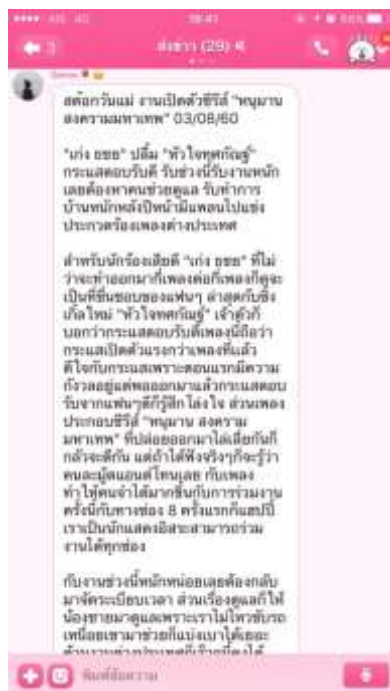 18:41
3
ส่งข่าว (29)
สต๊อกวันแม่ งานเปิดตัวซีรีส์ "หนุมาน
สงครามมหาเทพ" 03/08/60
"เก่ง ธชย" ปลื้ม "หัวใจทศกัณฐ์"
กระแสตอบรับดี รับช่วงนี้รับงานหนัก
เลยต้องหาคนช่วยดูแล รับทำการ
บ้านหนักหลังปีหน้ามีแพลนไปแข่ง
ประกวดร้องเพลงต่างประเทศ
สำหรับนักร้องเสียงดี "เก่ง ธชย" ที่ไม่
ว่าจะทำออกมากี่เพลงต่อกี่เพลงก็ดูจะ
เป็นที่ชื่นชอบของแฟนๆ ล่าสุดกับซิง
เกิ้ลใหม่ "หัวใจทศกัณฐ์" เจ้าตัวก็
บอกว่ากระแสตอบรับดีเพลงนี้ถือว่า
กระแสเปิดตัวแรงกว่าเพลงที่แล้ว
ดีใจกับกระแสเพราะตอนแรกมีความ
กังวลอยู่แต่พอออกมาแล้วกระแสตอบ
รับจากแฟนๆดีก็รู้สึกโล่งใจ ส่วนเพลง
ประกอบซีรีส์ "หนุมาน สงคราม
มหาเทพ" ที่ปล่อยออกมาไล่เลี่ยกันก็
กลัวจะตีกัน แต่ถ้าได้ฟังจริงๆก็จะรู้ว่า
คนละมู้ดแอนด์โทนเลย กับเพลง
ทำให้คนจำได้มากขึ้นกับการร่วมงาน
ครั้งนี้กับทางช่อง 8 ครั้งแรกก็แฮปปี้
เราเป็นนักแสดงอิสระสามารถร่วม
งานได้ทุกช่อง
กับงานช่วงนี้หนักหน่อยเลยต้องกลับ
มาจัดระเบียบเวลา ส่วนเรื่องดูแลก็ให้
น้องชายมาดูแลเพราะเราไม่ไหวขับรถ
เหนื่อยเขามาช่วยก็แบ่งเบาได้เยอะ
พิมพ์ข้อความ